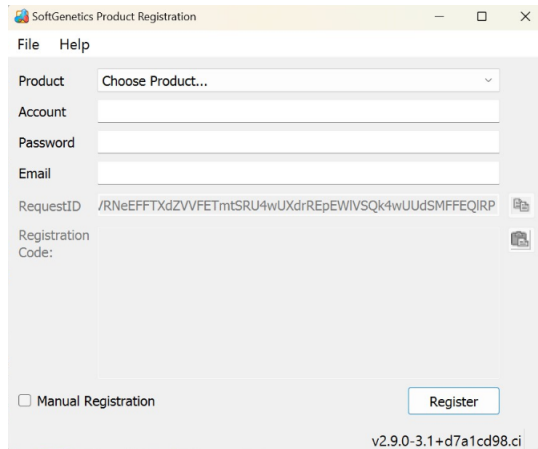 SoftGenetics Product Registration
File Help
Product Choose Product...
Account
Password
Email
RequestID /RNeEFFTXdZVVFETmtSRU4wUXdrREpEWlVSQk4wUUdSMFFEQlRP
Registration
Code:
Manual Registration Register
v2.9.0-3.1+d7a1cd98.ci